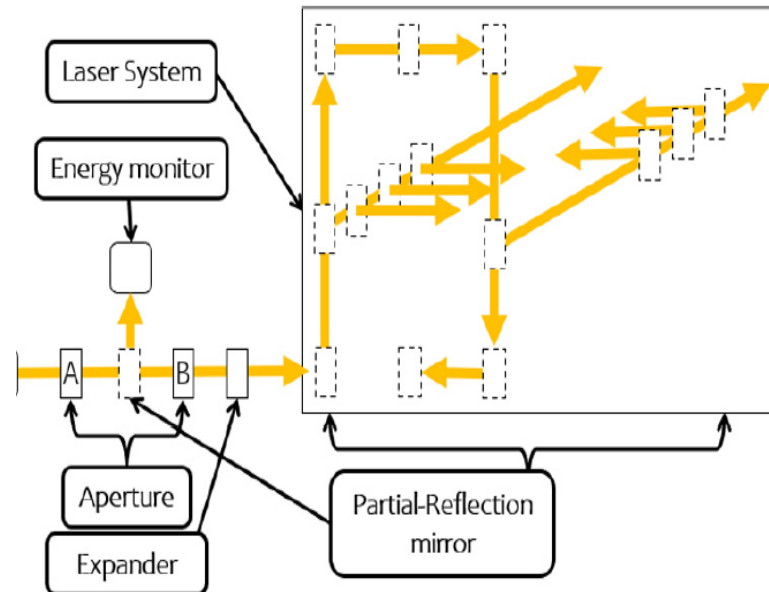 Laser System
Energy monitor
A
B
Aperture
Expander
Partial-Reflection
mirror